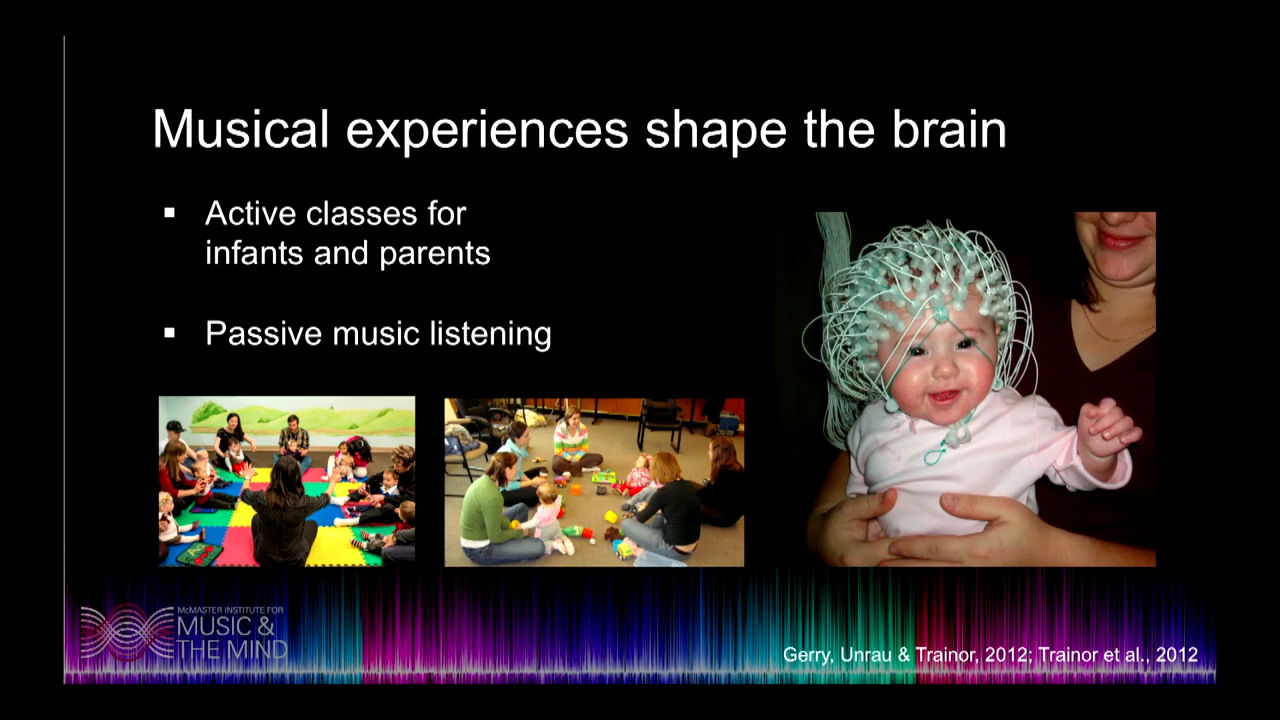 Musical experiences shape the brain
▪ Active classes for
infants and parents
▪ Passive music listening
McMASTER INSTITUTE FOR
MUSIC &
THE MIND
Gerry, Unrau & Trainor, 2012; Trainor et al., 2012